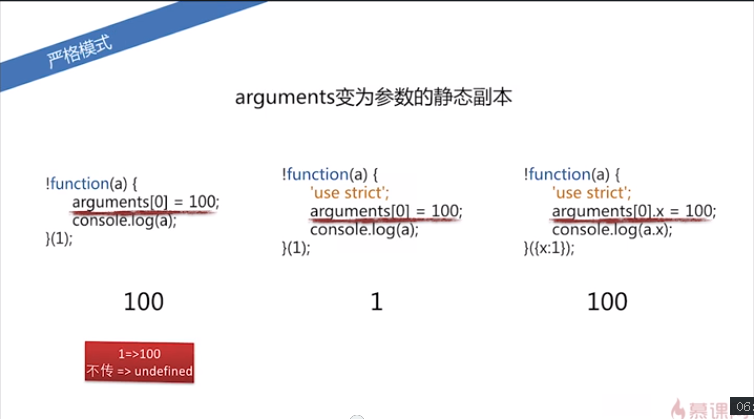 严格模式
arguments变为参数的静态副本
!function(a) {
arguments[0] = 100;
console.log(a);
}(1);
100
1=>100
不传 => undefined
!function(a) {
'use strict';
arguments[0] = 100;
console.log(a);
}(1);
1
!function(a) {
'use strict';
arguments[0].x = 100;
console.log(a.x);
}({x:1});
100
慕课网